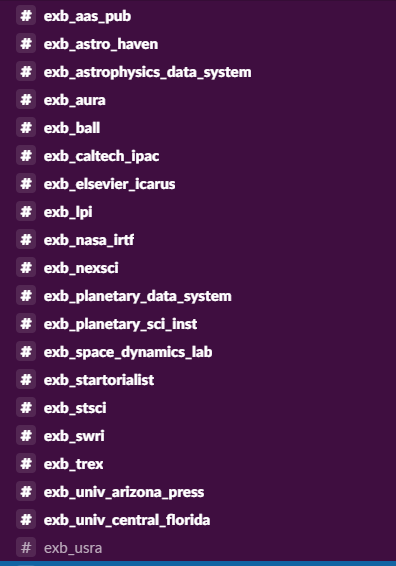 # exb_aas_pub
# exb_astro_haven
# exb_astrophysics_data_system
# exb_aura
# exb_ball
# exb_caltech_ipac
# exb_elsevier_icarus
# exb_lpi
# exb_nasa_irtf
# exb_nexsci
# exb_planetary_data_system
# exb_planetary_sci_inst
# exb_space_dynamics_lab
# exb_startorialist
# exb_stsci
# exb_swri
# exb_trex
# exb_univ_arizona_press
# exb_univ_central_florida
# exb_usra